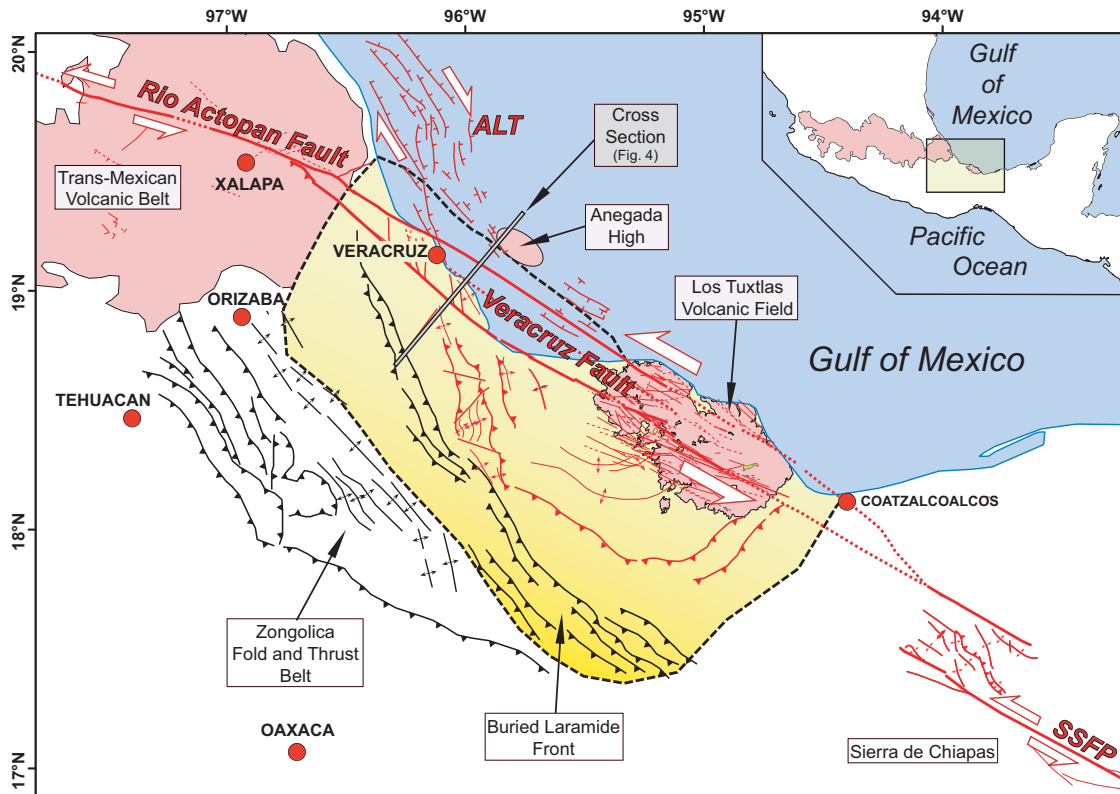 97°W
96°W
95°W
94°W
20°N
19°N
18°N
17°N
Rio Actopan Fault
ALT
Cross
Section
(Fig. 4)
Gulf
of
Mexico
Pacific
Ocean
XALAPA
Trans-Mexican
Volcanic Belt
Anegada
High
VERACRUZ
ORIZABA
Los Tuxtlas
Volcanic Field
Veracruz Fault
Gulf of Mexico
TEHUACAN
COATZALCOALCOS
Zongolica
Fold and Thrust
Belt
Buried Laramide
Front
OAXACA
Sierra de Chiapas
SSFP